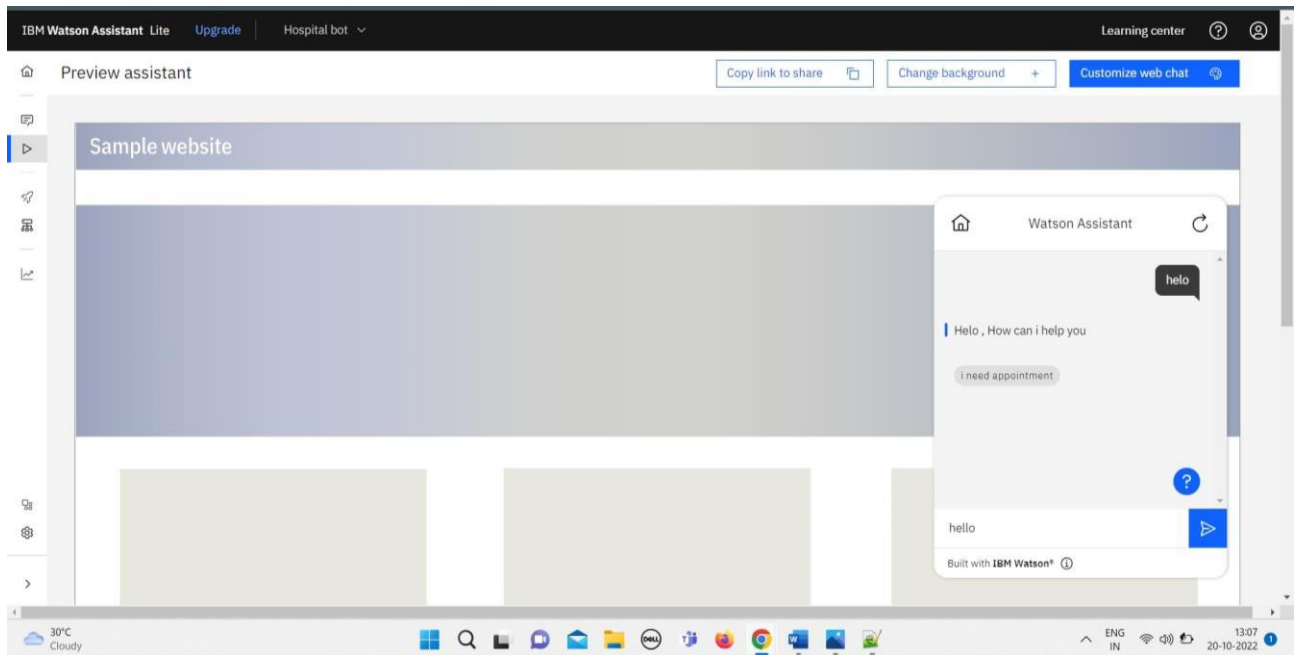 IBM Watson Assistant Lite Upgrade Hospital bot Learning center
Preview assistant Copy link to share Change background + Customize web chat
Sample website
Watson Assistant
helo
Helo , How can i help you
i need appointment
?
hello
Built with IBM Watson® 
30°C
Cloudy
DELL
ENG
IN
13:07
20-10-2022
1